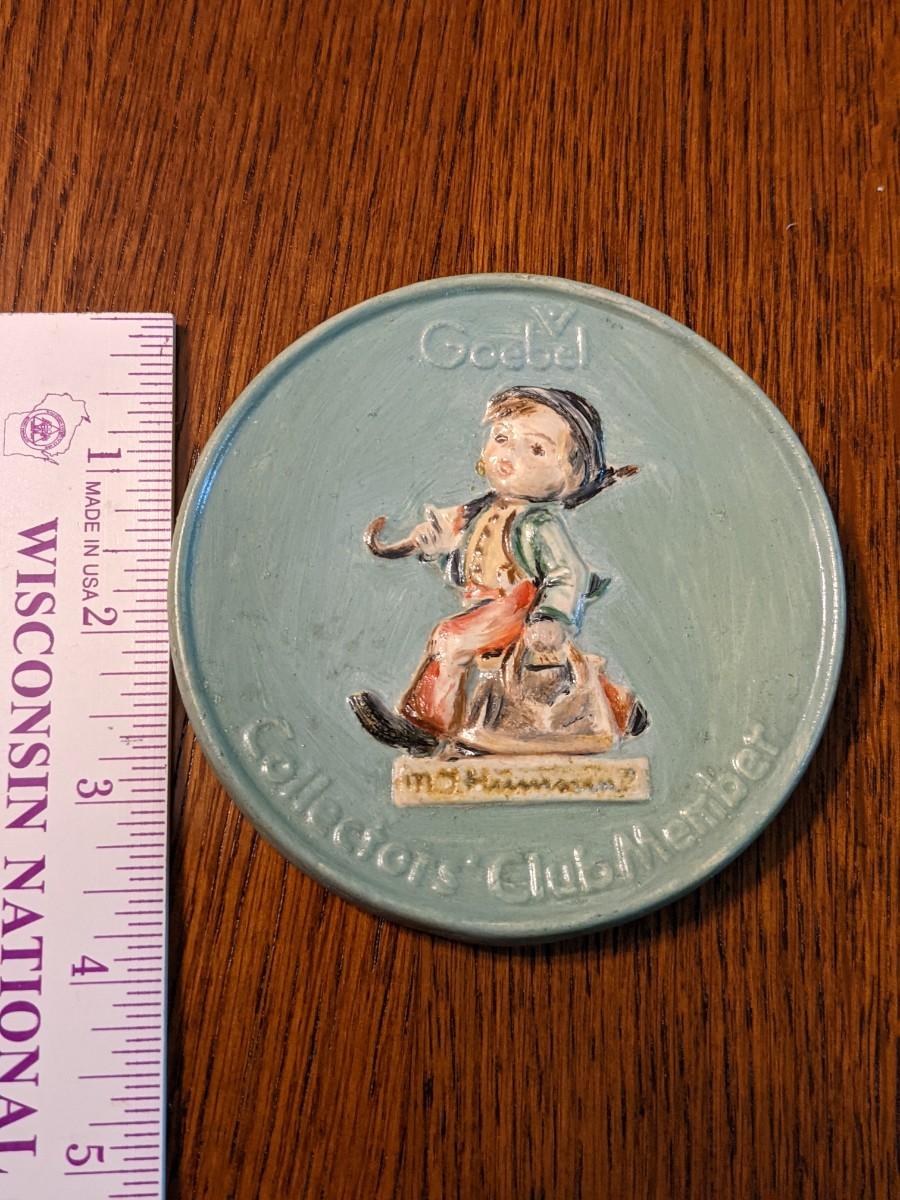 Goebel
M.J. Hummel
Collectors' Club/Member
1
MADE IN USA
2
3
4
5
WISCONSIN NATIONAL